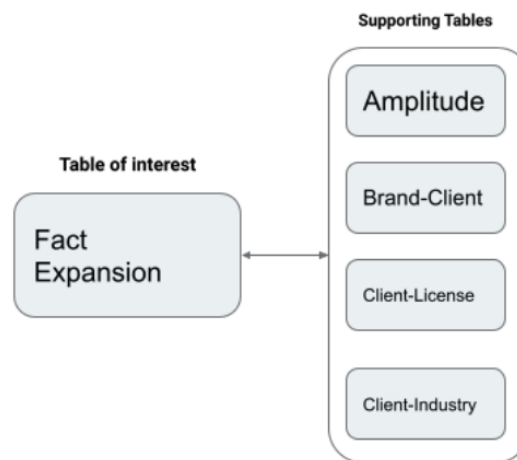 Supporting Tables
Amplitude
Table of interest
Brand-Client
Fact
Expansion
Client-License
Client-Industry